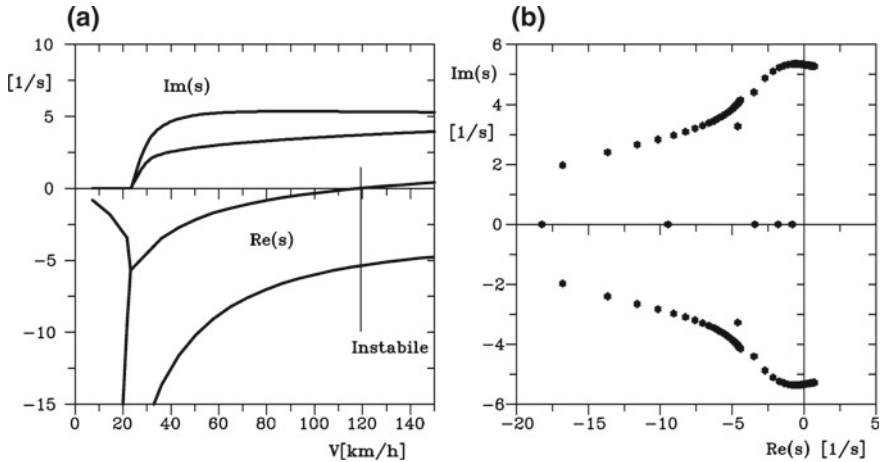 (a)
10
[1/s]
Im(s)
5
0
Re(s)
-5
-10
Instabile
-15
0 20 40 60 80 100 120 140
V[km/h]
(b)
6
Im(s)
4
[1/s]
2
0
-2
-4
-6
-20 -15 -10 -5 0 5
Re(s) [1/s]